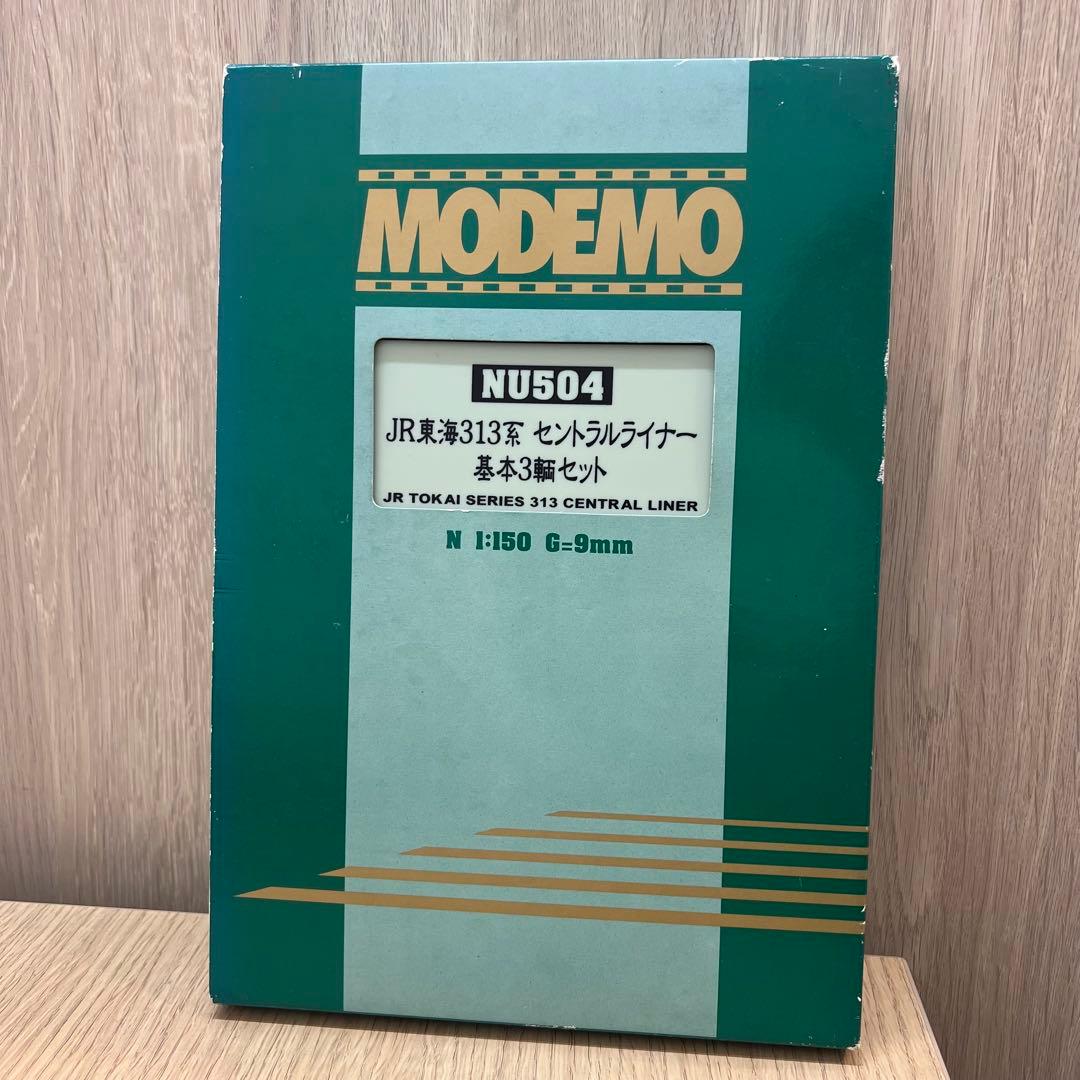 MODEMO
NU504
JR東海313系 セントラルライナー
基本3輌セット
JR TOKAI SERIES 313 CENTRAL LINER
N 1:150 G=9mm